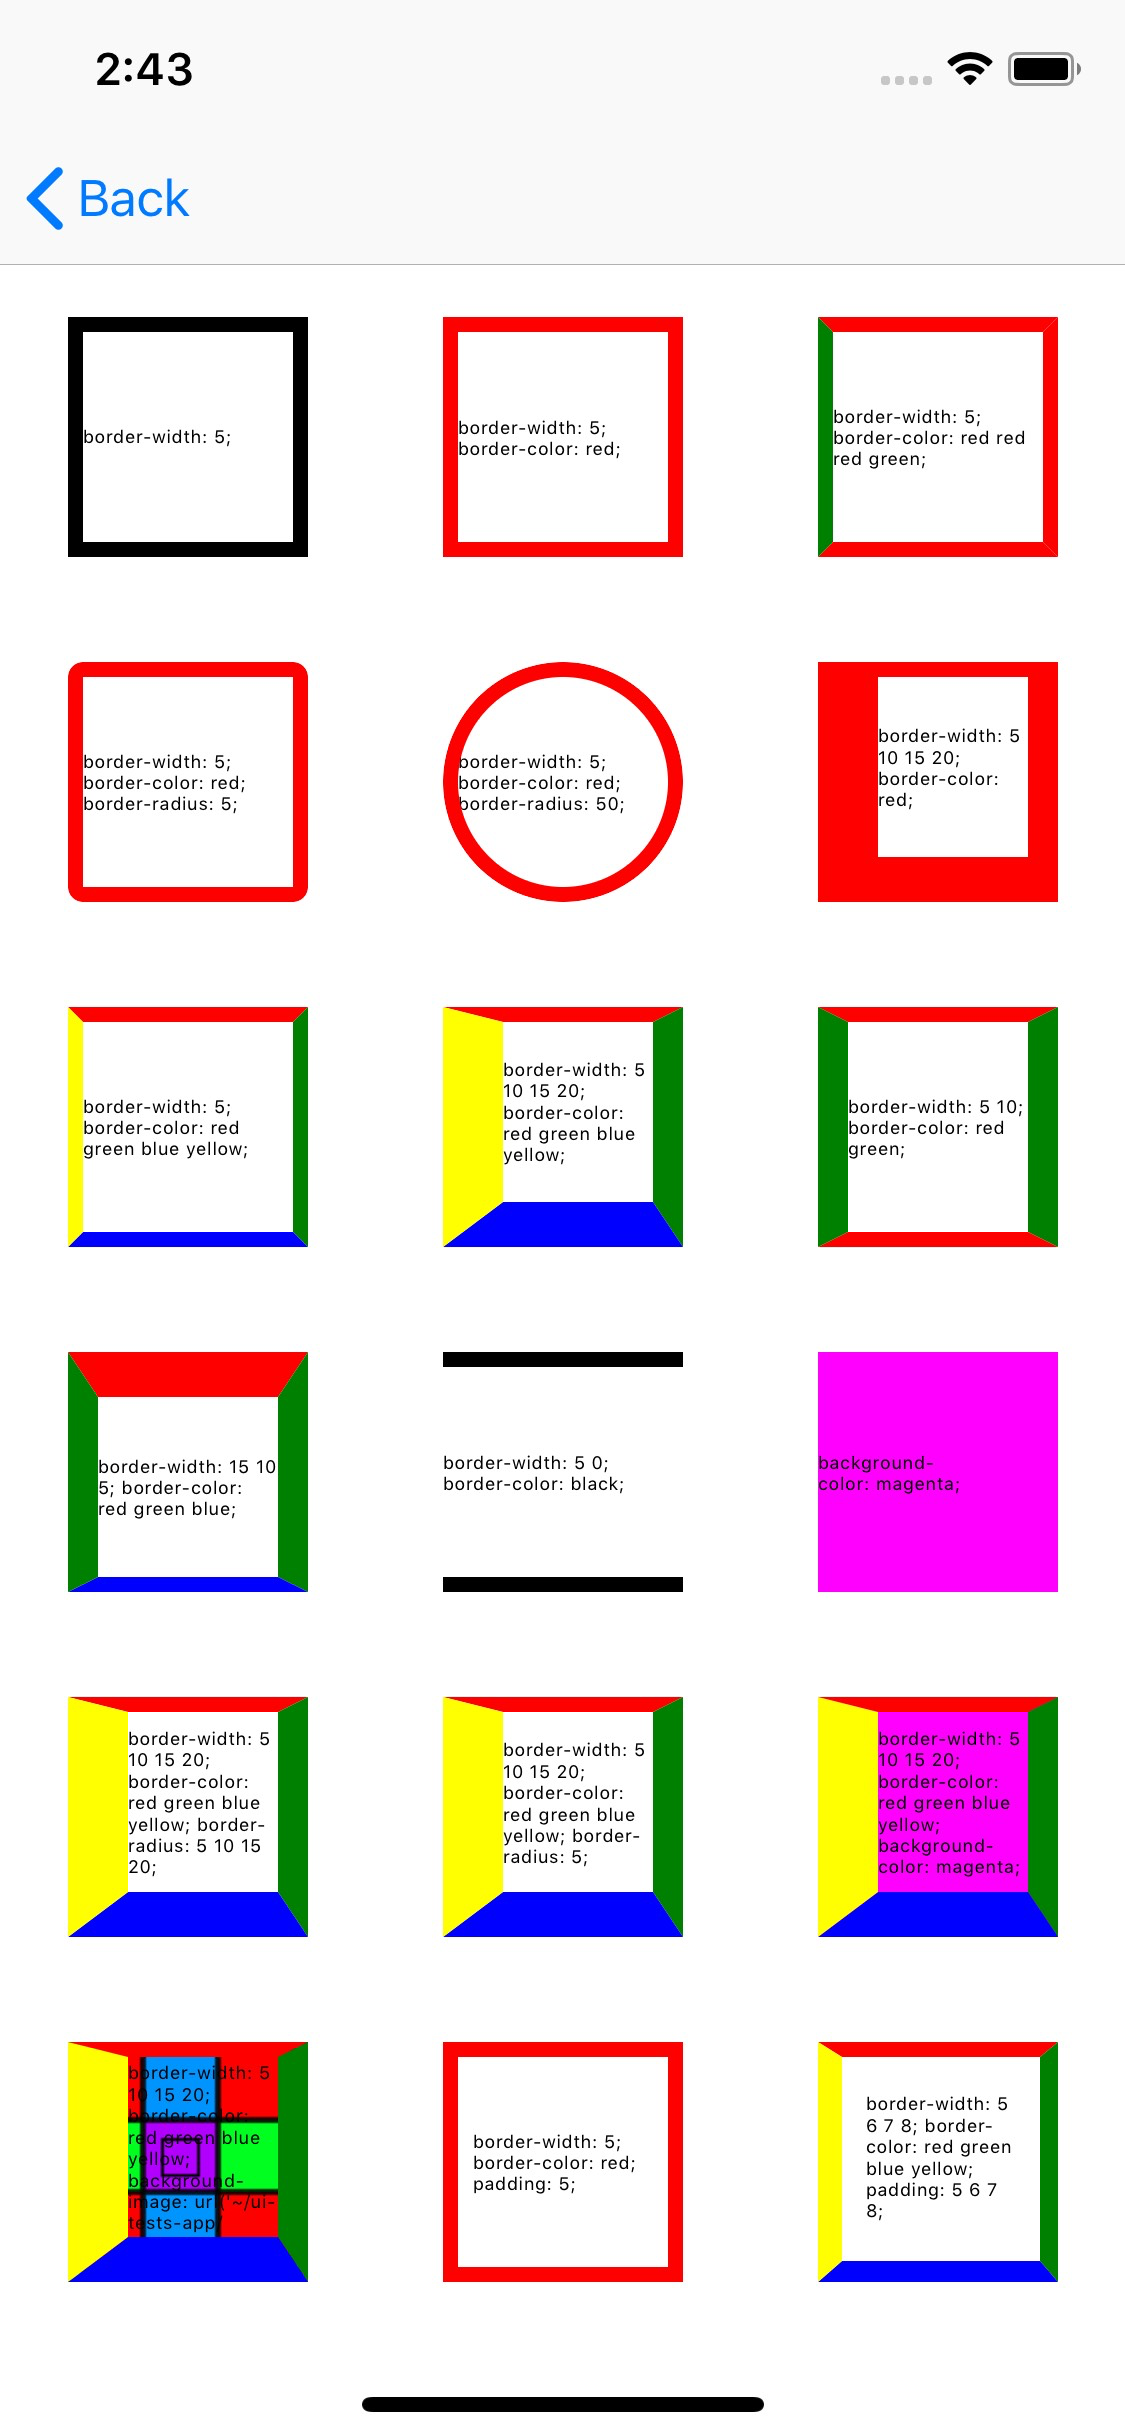 2:43
Back
border-width: 5;
border-width: 5;
border-color: red;
border-width: 5;
border-color: red red
red green;
border-width: 5;
border-color: red;
border-radius: 5;
border-width: 5;
border-color: red;
border-radius: 50;
border-width: 5
10 15 20;
border-color:
red;
border-width: 5;
border-color: red
green blue yellow;
border-width: 5
10 15 20;
border-color:
red green blue
yellow;
border-width: 5 10;
border-color: red
green;
border-width: 15 10
5; border-color:
red green blue;
border-width: 5 0;
border-color: black;
background-
color: magenta;
border-width: 5
10 15 20;
border-color:
red green blue
yellow; border-
radius: 5 10 15
20;
border-width: 5
10 15 20;
border-color:
red green blue
yellow; border-
radius: 5;
border-width: 5
10 15 20;
border-color:
red green blue
yellow;
background-
color: magenta;
border-width: 5
10 15 20;
border-color:
red green blue
yellow;
background-
image: url('~/ui-
tests-app/
border-width: 5;
border-color: red;
padding: 5;
border-width: 5
6 7 8; border-
color: red green
blue yellow;
padding: 5 6 7
8;